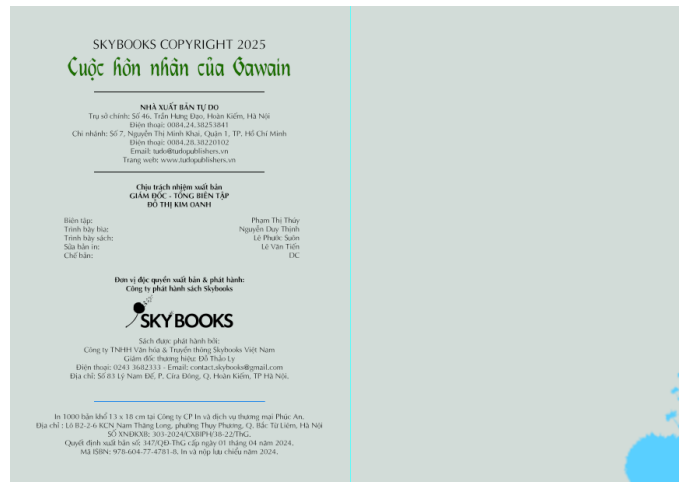 SKYBOOKS COPYRIGHT 2025
Cuộc hôn nhân của Gawain
NHÀ XUẤT BẢN TỰ DO
Trụ sở chính: Số 46, Trần Hưng Đạo, Hoàn Kiếm, Hà Nội
Điện thoại: 0084.24.38253841
Chi nhánh: Số 7, Nguyễn Thị Minh Khai, Quận 1, TP. Hồ Chí Minh
Điện thoại: 0084.28.38220102
Email: tudo@tudopublishers.vn
Trang web: www.tudopublishers.vn
Chịu trách nhiệm xuất bản
GIÁM ĐỐC - TỔNG BIÊN TẬP
ĐỖ THỊ KIM OANH
Biên tập: Phạm Thị Thúy
Trình bày bìa: Nguyễn Duy Thịnh
Trình bày sách: Lê Phước Suôn
Sửa bản in: Lê Văn Tiến
Chế bản: DC
Đơn vị độc quyền xuất bản & phát hành:
Công ty phát hành sách Skybooks
SKYBOOKS
Sách được phát hành bởi:
Công ty TNHH Văn hóa & Truyền thông Skybooks Việt Nam
Giám đốc thương hiệu: Đỗ Thảo Ly
Điện thoại: 0243 3682333 - Email: contact.skybooks@gmail.com
Địa chỉ: Số 83 Lý Nam Đế, P. Cửa Đông, Q. Hoàn Kiếm, TP Hà Nội.
In 1000 bản khổ 13 x 18 cm tại Công ty CP In và dịch vụ thương mại Phúc An.
Địa chỉ : Lô B2-2-6 KCN Nam Thăng Long, phường Thụy Phương, Q. Bắc Từ Liêm, Hà Nội
SỐ XNĐKXB: 303-2024/CXBIPH/38-22/ThG.
Quyết định xuất bản số: 347/QĐ-ThG cấp ngày 01 tháng 04 năm 2024.
Mã ISBN: 978-604-77-4781-8, In và nộp lưu chiểu năm 2024.